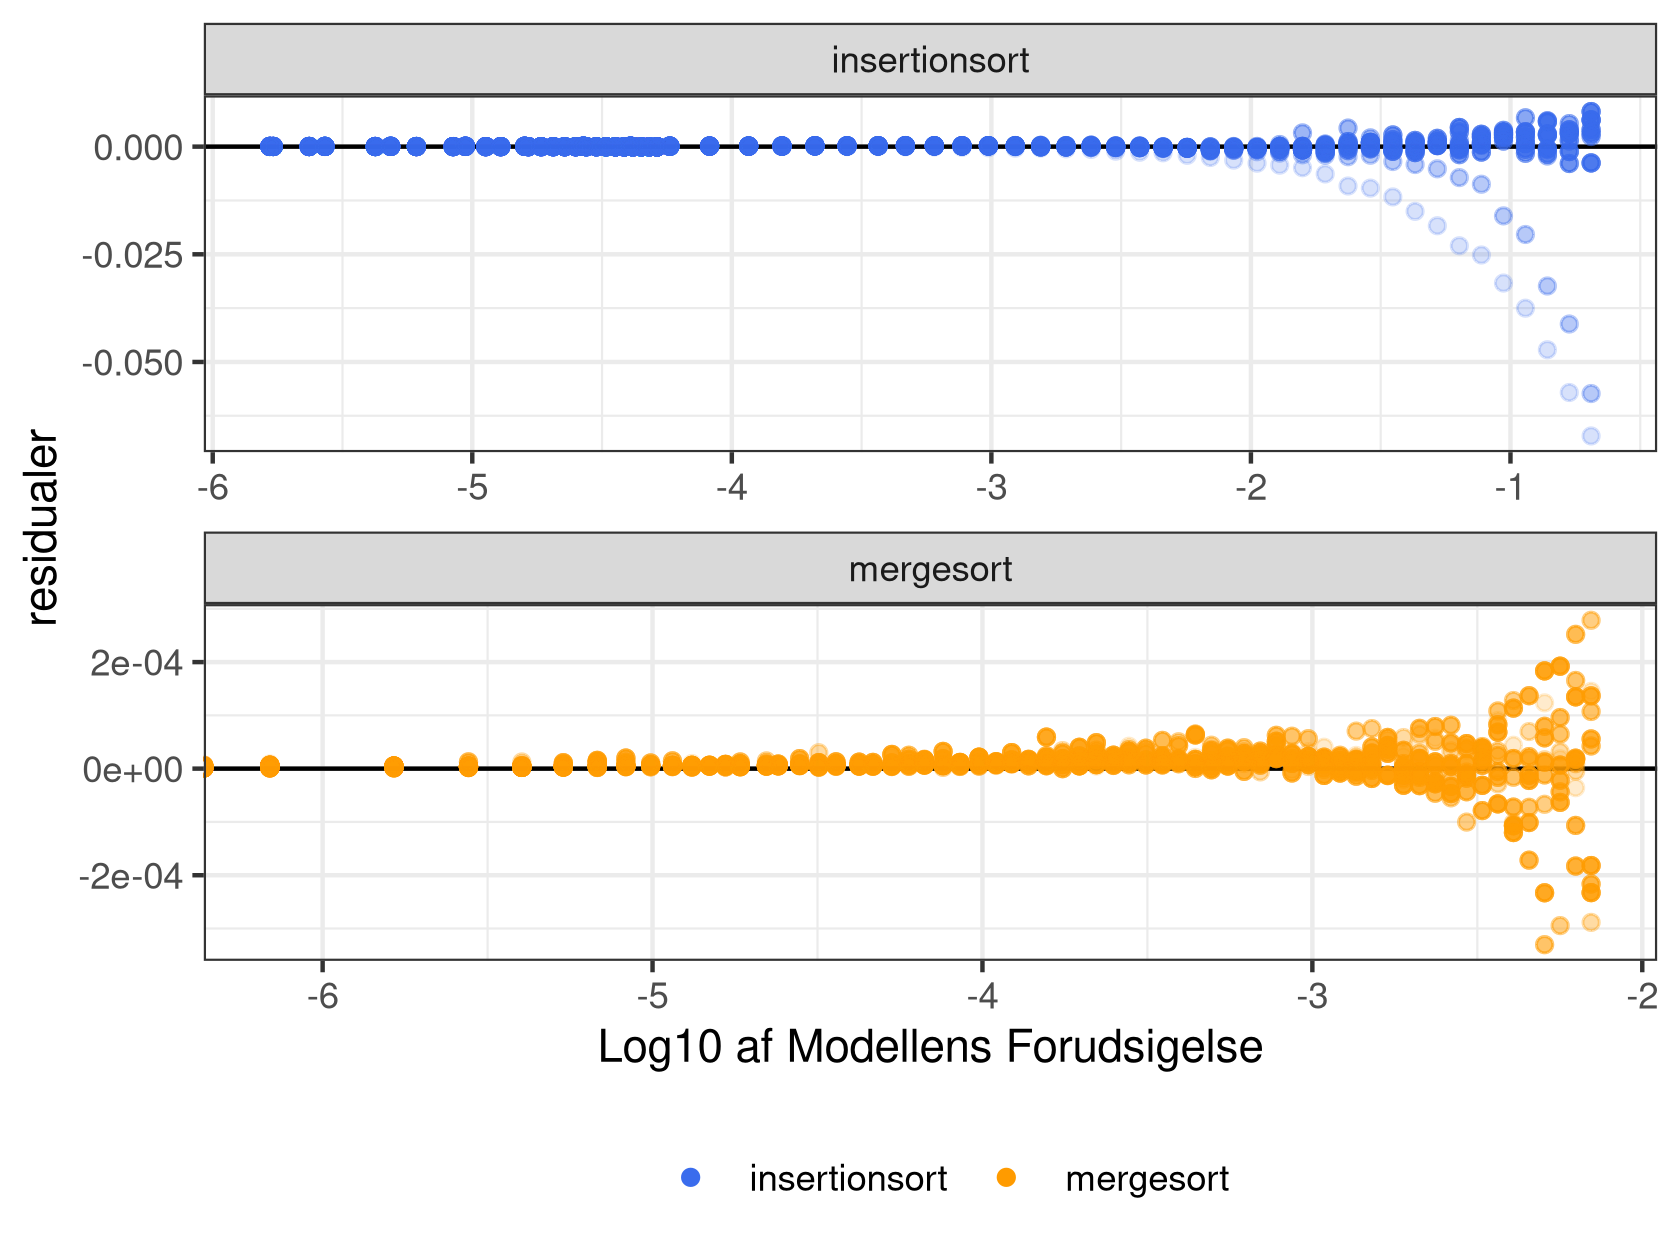 insertionsort
0.000
-0.025
-0.050
-6 -5 -4 -3 -2 -1
residualer
mergesort
2e-04
0e+00
-2e-04
-6 -5 -4 -3 -2
Log10 af Modellens Forudsigelse
insertionsort mergesort